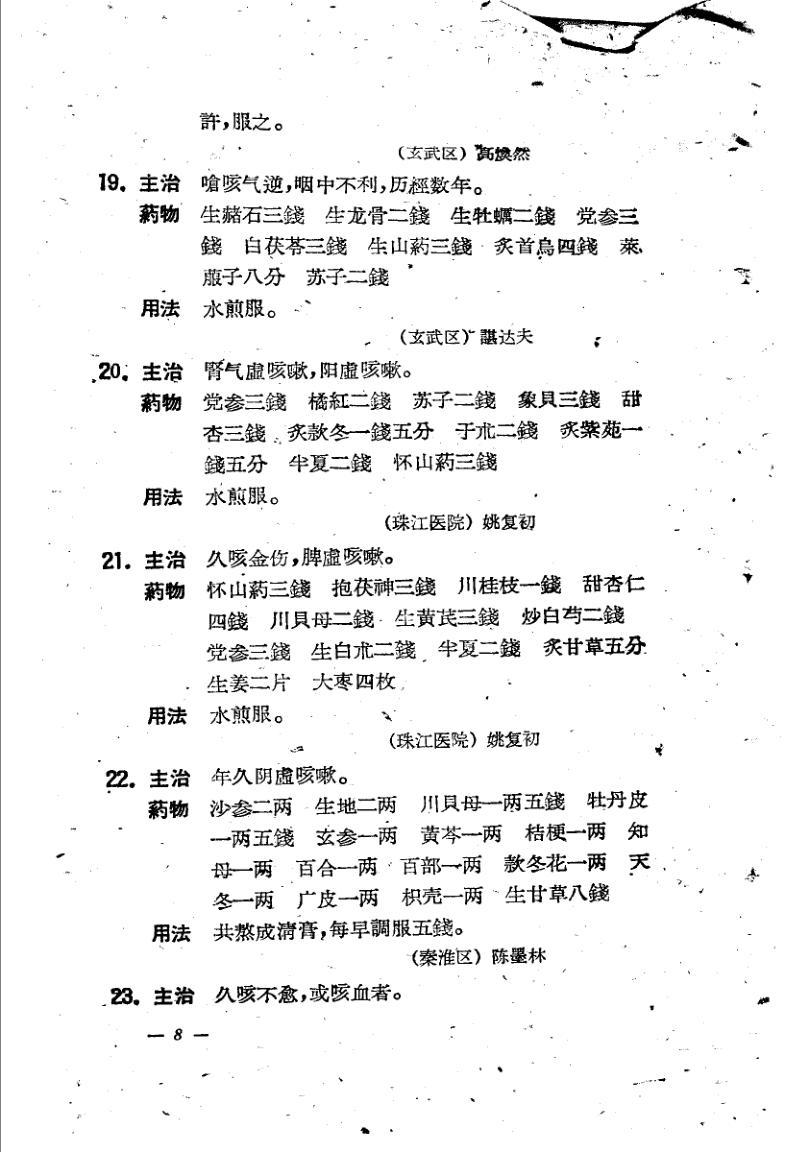 許，服之。
（玄武区）高煥然
19．主治　嗆咳气逆，咽中不利，历經数年。
葯物　生赭石三錢　生龙骨二錢　生牡蠣二錢　党参三
錢　白茯苓三錢　生山葯三錢　炙首烏四錢　萊
菔子八分　苏子二錢
用法　水煎服。
（玄武区）諶达夫
20．主治　腎气虛咳嗽，阳虛咳嗽。
葯物　党参三錢　橘紅二錢　苏子二錢　象貝三錢　甜
杏三錢　炙款冬一錢五分　于朮二錢　炙紫苑一
錢五分　半夏二錢　怀山葯三錢
用法　水煎服。
（珠江医院）姚复初
21．主治　久咳金伤，脾虛咳嗽。
葯物　怀山葯三錢　抱茯神三錢　川桂枝一錢　甜杏仁
四錢　川貝母二錢　生黃芪三錢　炒白芍二錢
党参三錢　生白朮二錢　半夏二錢　炙甘草五分
生姜二片　大枣四枚
用法　水煎服。
（珠江医院）姚复初
22．主治　年久阴虛咳嗽。
葯物　沙参二两　生地二两　川貝母一两五錢　牡丹皮
一两五錢　玄参一两　黃芩一两　桔梗一两　知
母一两　百合一两　百部一两　款冬花一两　天
冬一两　广皮一两　枳壳一两　生甘草八錢
用法　共熬成清膏，每早調服五錢。
（秦淮区）陈墨林
23．主治　久咳不愈，或咳血者。
— 8 —